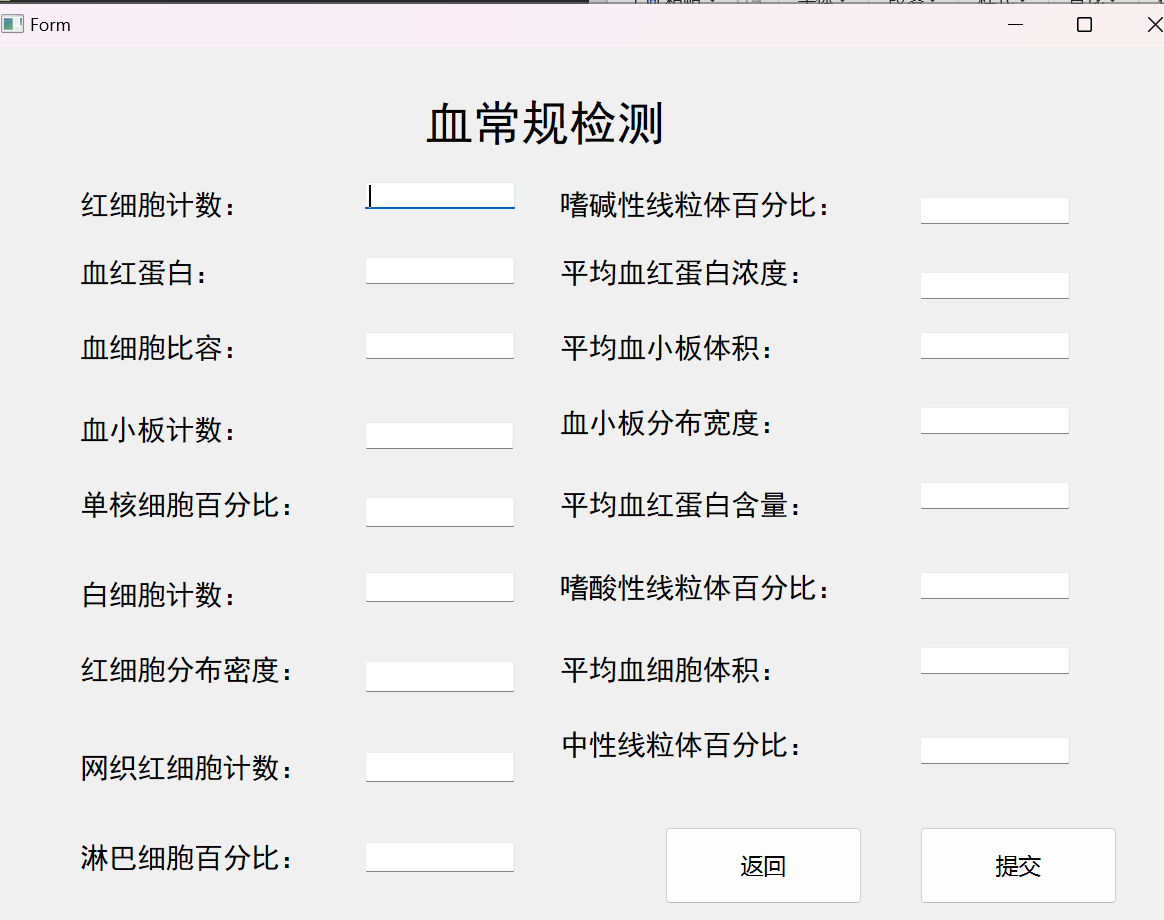 Form
血常规检测
红细胞计数：
嗜碱性线粒体百分比：
血红蛋白：
平均血红蛋白浓度：
血细胞比容：
平均血小板体积：
血小板计数：
血小板分布宽度：
单核细胞百分比：
平均血红蛋白含量：
白细胞计数：
嗜酸性线粒体百分比：
红细胞分布密度：
平均血细胞体积：
网织红细胞计数：
中性线粒体百分比：
淋巴细胞百分比：
返回
提交